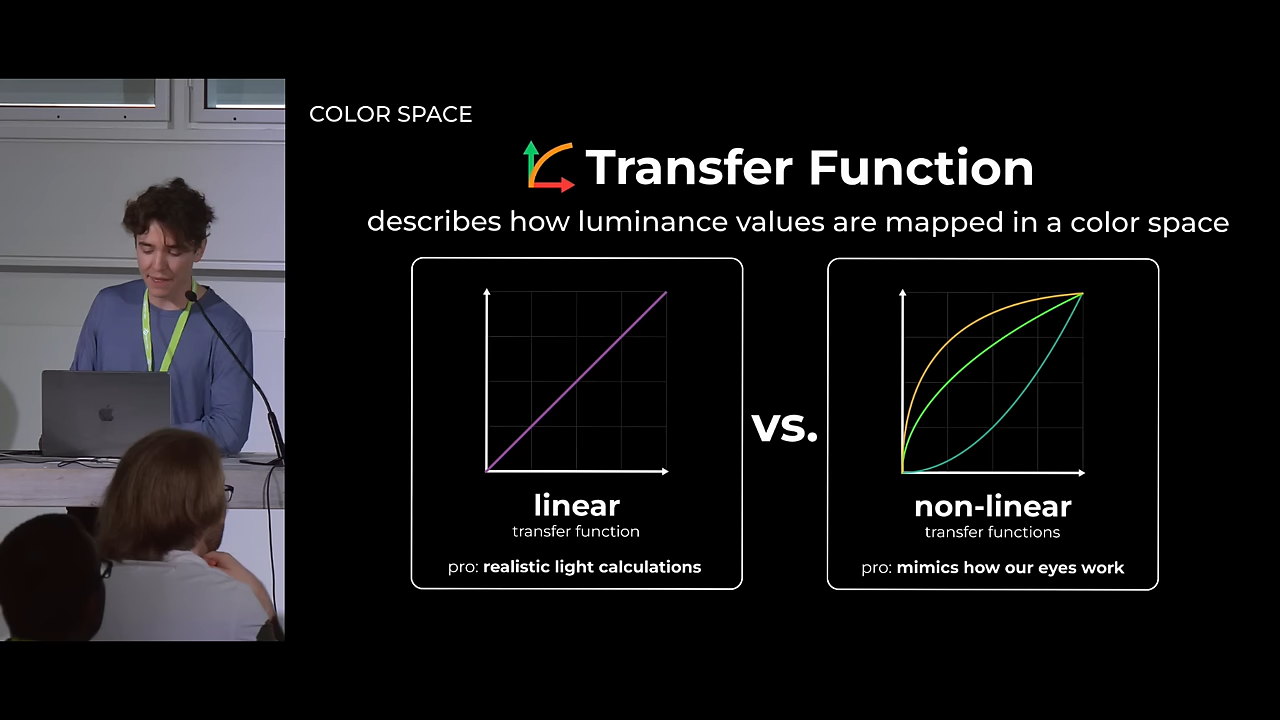 COLOR SPACE
Transfer Function
describes how luminance values are mapped in a color space
linear
transfer function
pro: realistic light calculations
vs.
non-linear
transfer functions
pro: mimics how our eyes work